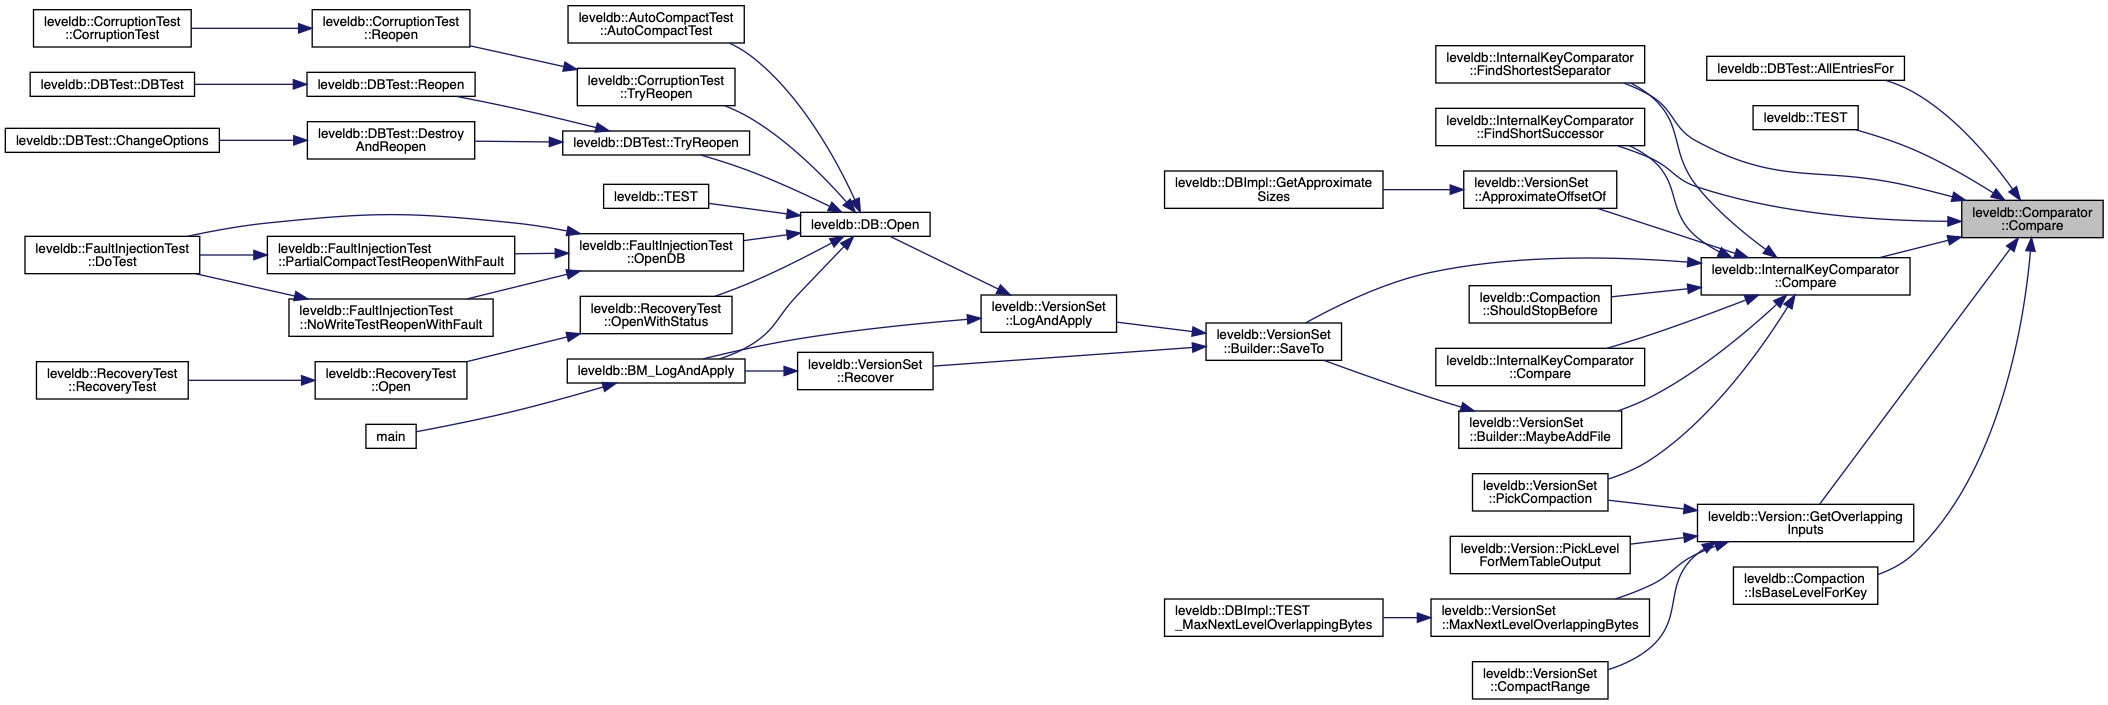 leveldb::CorruptionTest
::CorruptionTest
leveldb::CorruptionTest
::Reopen
leveldb::AutoCompactTest
::AutoCompactTest
leveldb::DBTest::DBTest
leveldb::DBTest::Reopen
leveldb::CorruptionTest
::TryReopen
leveldb::DBTest::ChangeOptions
leveldb::DBTest::Destroy
AndReopen
leveldb::DBTest::TryReopen
leveldb::TEST
leveldb::DB::Open
leveldb::FaultInjectionTest
::DoTest
leveldb::FaultInjectionTest
::PartialCompactTestReopenWithFault
leveldb::FaultInjectionTest
::OpenDB
leveldb::FaultInjectionTest
::NoWriteTestReopenWithFault
leveldb::RecoveryTest
::OpenWithStatus
leveldb::RecoveryTest
::RecoveryTest
leveldb::RecoveryTest
::Open
leveldb::BM_LogAndApply
main
leveldb::VersionSet
::Recover
leveldb::VersionSet
::LogAndApply
leveldb::VersionSet
::Builder::SaveTo
leveldb::InternalKeyComparator
::FindShortestSeparator
leveldb::InternalKeyComparator
::FindShortSuccessor
leveldb::DBImpl::GetApproximate
Sizes
leveldb::VersionSet
::ApproximateOffsetOf
leveldb::Compaction
::ShouldStopBefore
leveldb::InternalKeyComparator
::Compare
leveldb::VersionSet
::Builder::MaybeAddFile
leveldb::VersionSet
::PickCompaction
leveldb::Version::PickLevel
ForMemTableOutput
leveldb::DBImpl::TEST
_MaxNextLevelOverlappingBytes
leveldb::VersionSet
::MaxNextLevelOverlappingBytes
leveldb::VersionSet
::CompactRange
leveldb::DBTest::AllEntriesFor
leveldb::TEST
leveldb::Comparator
::Compare
leveldb::InternalKeyComparator
::Compare
leveldb::Version::GetOverlapping
Inputs
leveldb::Compaction
::IsBaseLevelForKey